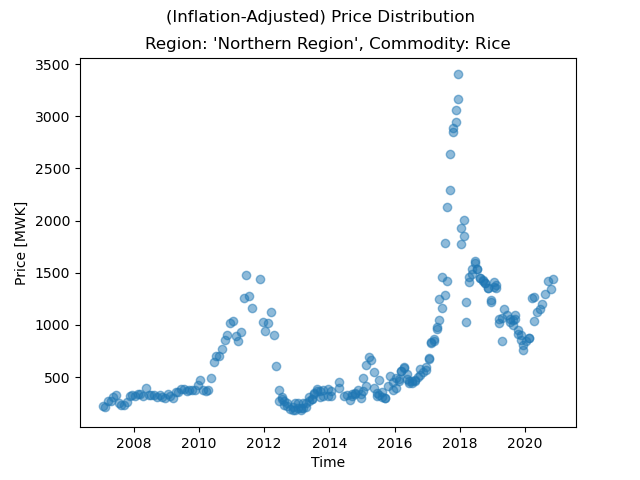 (Inflation-Adjusted) Price Distribution
Region: 'Northern Region', Commodity: Rice
3500
3000
2500
2000
1500
1000
500
Price [MWK]
2008 2010 2012 2014 2016 2018 2020
Time